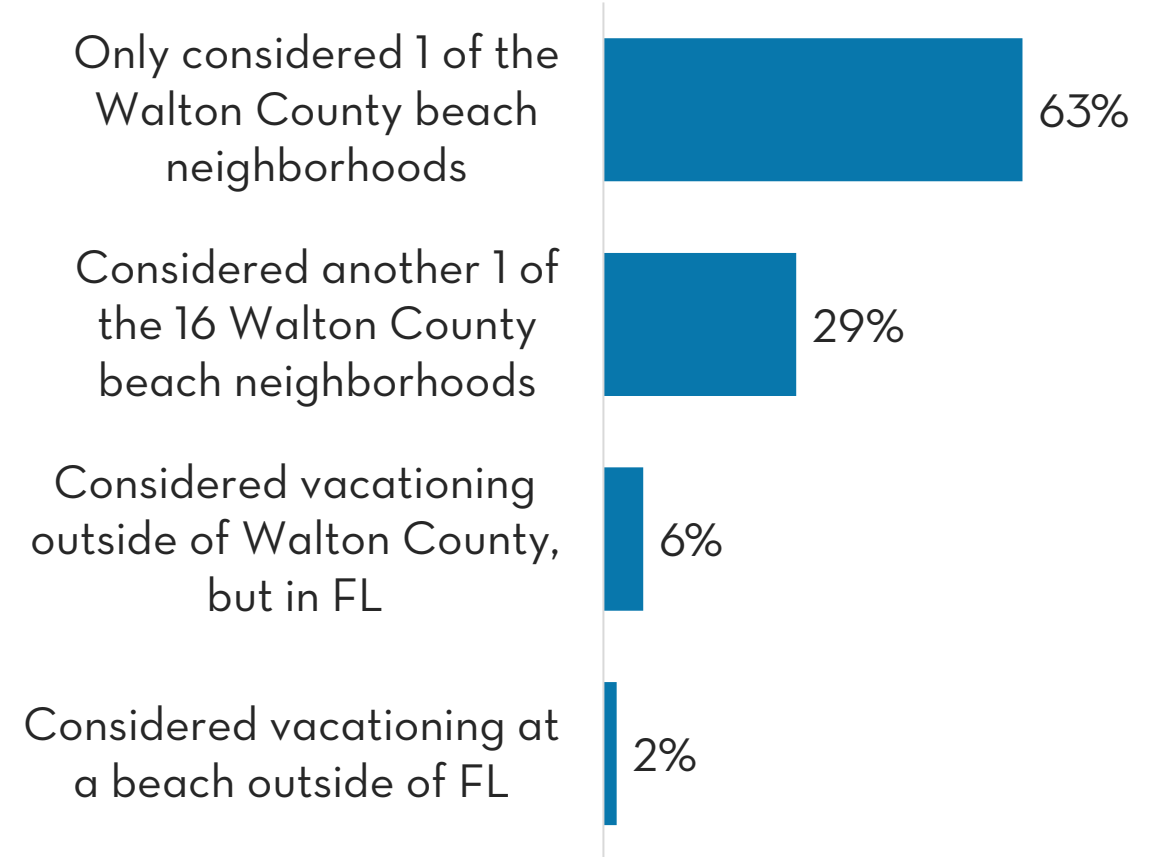 Only considered 1 of the
Walton County beach
neighborhoods
63%
Considered another 1 of
the 16 Walton County
beach neighborhoods
29%
Considered vacationing
outside of Walton County,
but in FL
6%
Considered vacationing at
a beach outside of FL
2%